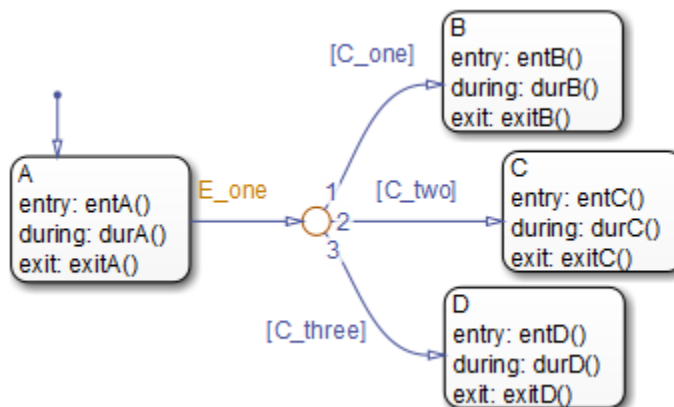 B
entry: entB()
during: durB()
exit: exitB()
[C_one]
A
entry: entA()
during: durA()
exit: exitA()
E_one
1
2
3
[C_two]
C
entry: entC()
during: durC()
exit: exitC()
[C_three]
D
entry: entD()
during: durD()
exit: exitD()